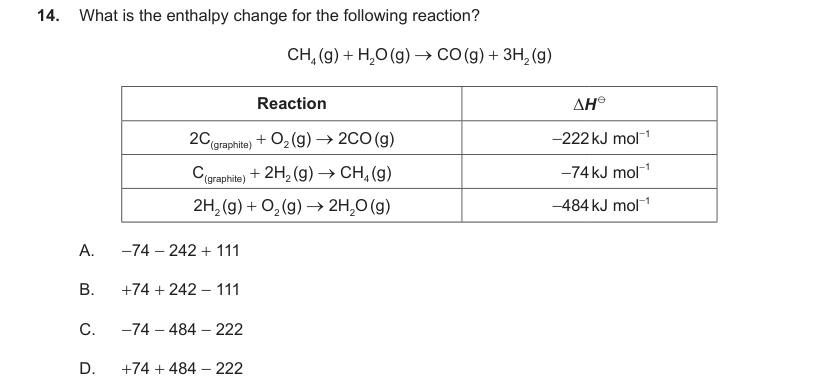 14. What is the enthalpy change for the following reaction?
CH₄(g) + H₂O(g) → CO(g) + 3H₂(g)
Reaction ΔH⦵
2C(graphite) + O₂(g) → 2CO(g) −222 kJ mol⁻¹
C(graphite) + 2H₂(g) → CH₄(g) −74 kJ mol⁻¹
2H₂(g) + O₂(g) → 2H₂O(g) −484 kJ mol⁻¹
A. −74 − 242 + 111
B. +74 + 242 − 111
C. −74 − 484 − 222
D. +74 + 484 − 222